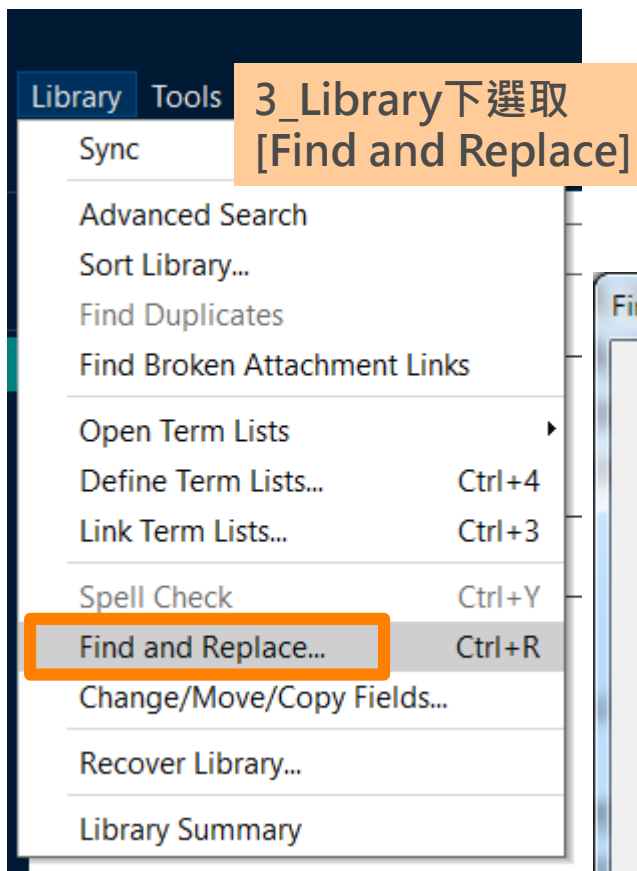 Library Tools
3_Library下選取
[Find and Replace]
Sync
Advanced Search
Sort Library...
Find Duplicates
Find Broken Attachment Links
Open Term Lists
Define Term Lists... Ctrl+4
Link Term Lists... Ctrl+3
Spell Check Ctrl+Y
Find and Replace... Ctrl+R
Change/Move/Copy Fields...
Recover Library...
Library Summary